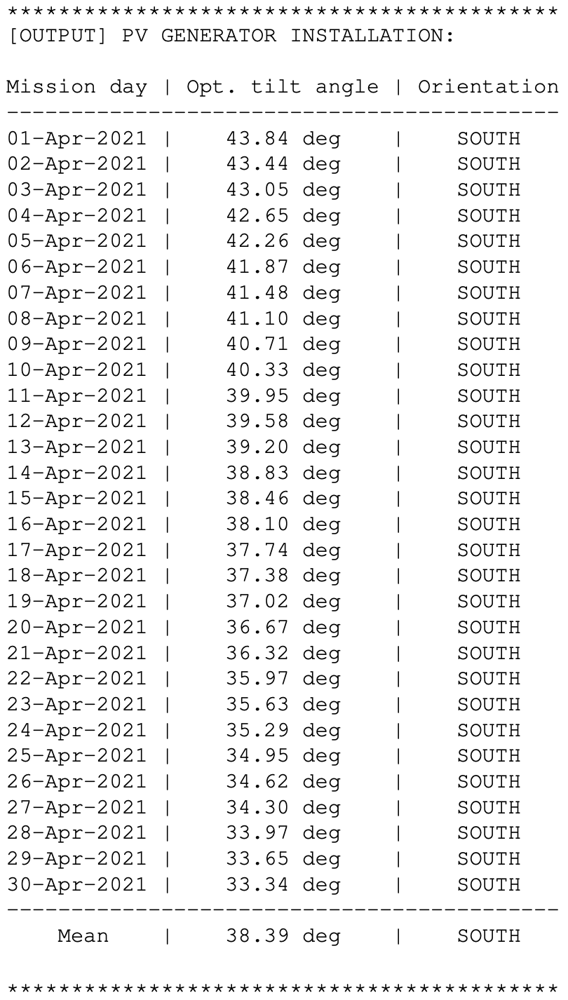 *******************************************
[OUTPUT] PV GENERATOR INSTALLATION:
Mission day | Opt. tilt angle | Orientation
-------------------------------------------
01-Apr-2021 |    43.84 deg    |    SOUTH
02-Apr-2021 |    43.44 deg    |    SOUTH
03-Apr-2021 |    43.05 deg    |    SOUTH
04-Apr-2021 |    42.65 deg    |    SOUTH
05-Apr-2021 |    42.26 deg    |    SOUTH
06-Apr-2021 |    41.87 deg    |    SOUTH
07-Apr-2021 |    41.48 deg    |    SOUTH
08-Apr-2021 |    41.10 deg    |    SOUTH
09-Apr-2021 |    40.71 deg    |    SOUTH
10-Apr-2021 |    40.33 deg    |    SOUTH
11-Apr-2021 |    39.95 deg    |    SOUTH
12-Apr-2021 |    39.58 deg    |    SOUTH
13-Apr-2021 |    39.20 deg    |    SOUTH
14-Apr-2021 |    38.83 deg    |    SOUTH
15-Apr-2021 |    38.46 deg    |    SOUTH
16-Apr-2021 |    38.10 deg    |    SOUTH
17-Apr-2021 |    37.74 deg    |    SOUTH
18-Apr-2021 |    37.38 deg    |    SOUTH
19-Apr-2021 |    37.02 deg    |    SOUTH
20-Apr-2021 |    36.67 deg    |    SOUTH
21-Apr-2021 |    36.32 deg    |    SOUTH
22-Apr-2021 |    35.97 deg    |    SOUTH
23-Apr-2021 |    35.63 deg    |    SOUTH
24-Apr-2021 |    35.29 deg    |    SOUTH
25-Apr-2021 |    34.95 deg    |    SOUTH
26-Apr-2021 |    34.62 deg    |    SOUTH
27-Apr-2021 |    34.30 deg    |    SOUTH
28-Apr-2021 |    33.97 deg    |    SOUTH
29-Apr-2021 |    33.65 deg    |    SOUTH
30-Apr-2021 |    33.34 deg    |    SOUTH
-------------------------------------------
    Mean    |    38.39 deg    |    SOUTH
*******************************************